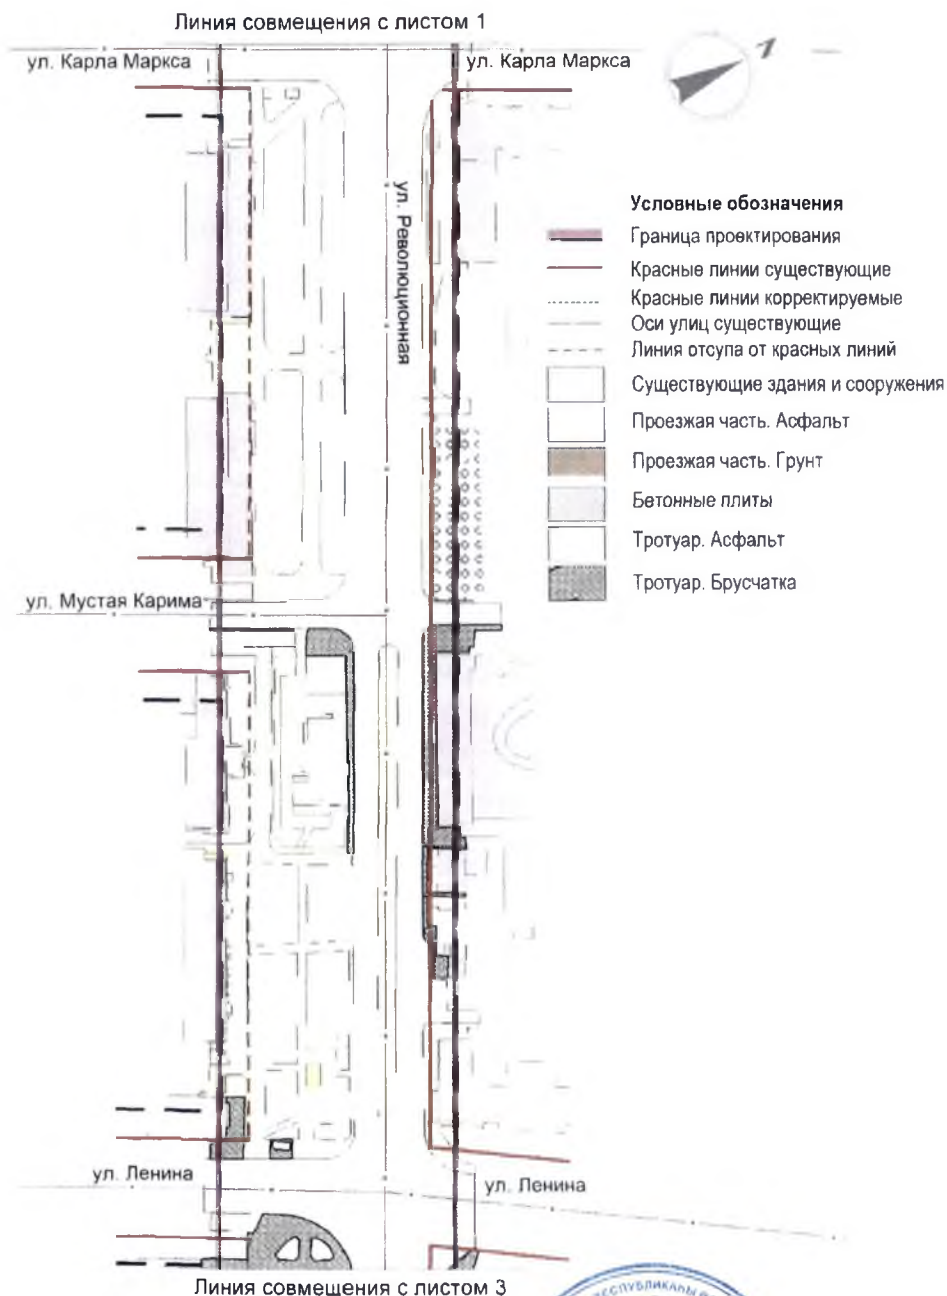 Линия совмещения с листом 1
ул. Карла Маркса
ул. Карла Маркса
ул. Революционная
Условные обозначения
Граница проектирования
Красные линии существующие
Красные линии корректируемые
Оси улиц существующие
Линия отсупа от красных линий
Существующие здания и сооружения
Проезжая часть. Асфальт
Проезжая часть. Грунт
Бетонные плиты
Тротуар. Асфальт
Тротуар. Брусчатка
ул. Мустая Карима
ул. Ленина
ул. Ленина
Линия совмещения с листом 3